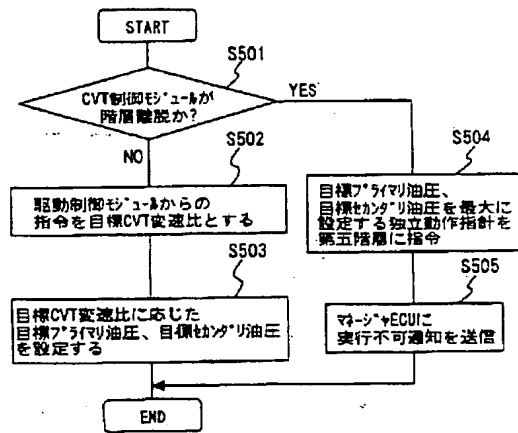 START
S501
CVT制御モジュールが
階層離脱か?
YES
NO
S502
駆動制御モジュールからの
指令を目標CVT変速比とする
S503
目標CVT変速比に応じた
目標プライマリ油圧、目標セカンダリ油圧
を設定する
S504
目標プライマリ油圧、
目標セカンダリ油圧を最大に
設定する独立動作指針を
第五階層に指令
S505
マネージャECUに
実行不可通知を送信
END